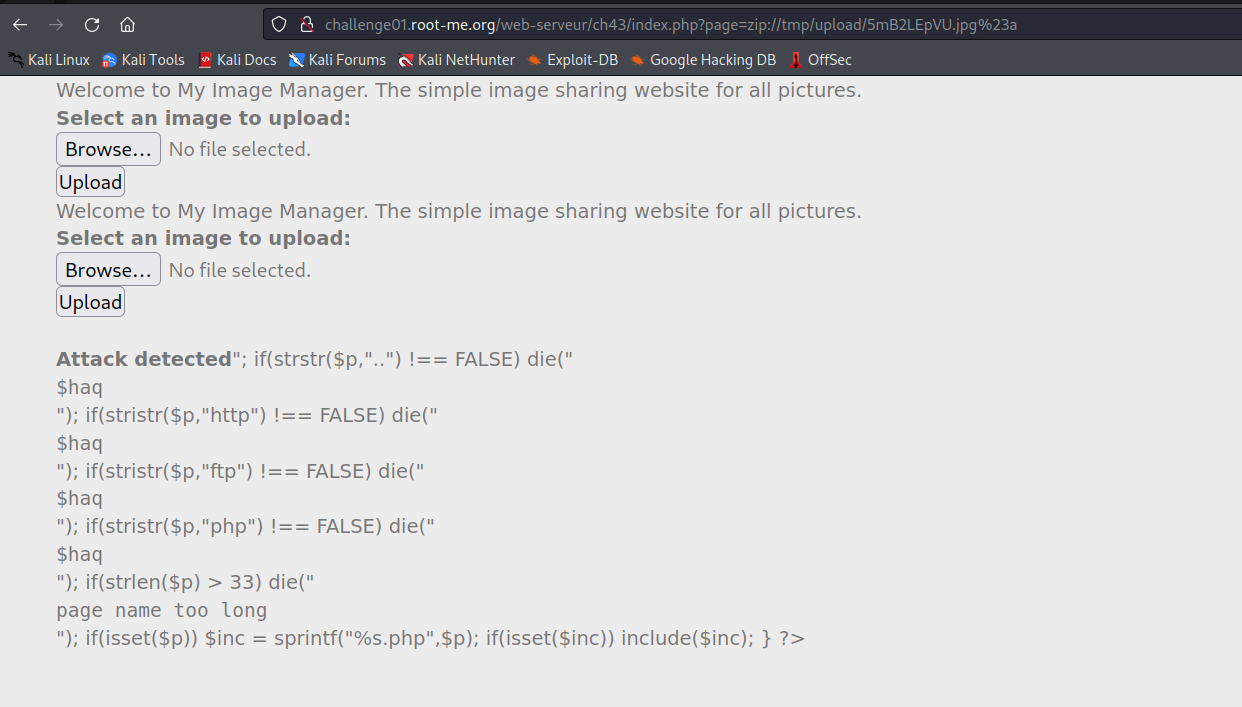 challenge01.root-me.org/web-serveur/ch43/index.php?page=zip://tmp/upload/5mB2LEpVU.jpg%23a
Kali Linux Kali Tools Kali Docs Kali Forums Kali NetHunter Exploit-DB Google Hacking DB OffSec
Welcome to My Image Manager. The simple image sharing website for all pictures.
Select an image to upload:
Browse... No file selected.
Upload
Welcome to My Image Manager. The simple image sharing website for all pictures.
Select an image to upload:
Browse... No file selected.
Upload
Attack detected"; if(strstr($p,"..") !== FALSE) die("
$haq
"); if(stristr($p,"http") !== FALSE) die("
$haq
"); if(stristr($p,"ftp") !== FALSE) die("
$haq
"); if(stristr($p,"php") !== FALSE) die("
$haq
"); if(strlen($p) > 33) die("
page name too long
"); if(isset($p)) $inc = sprintf("%s.php",$p); if(isset($inc)) include($inc); } ?>